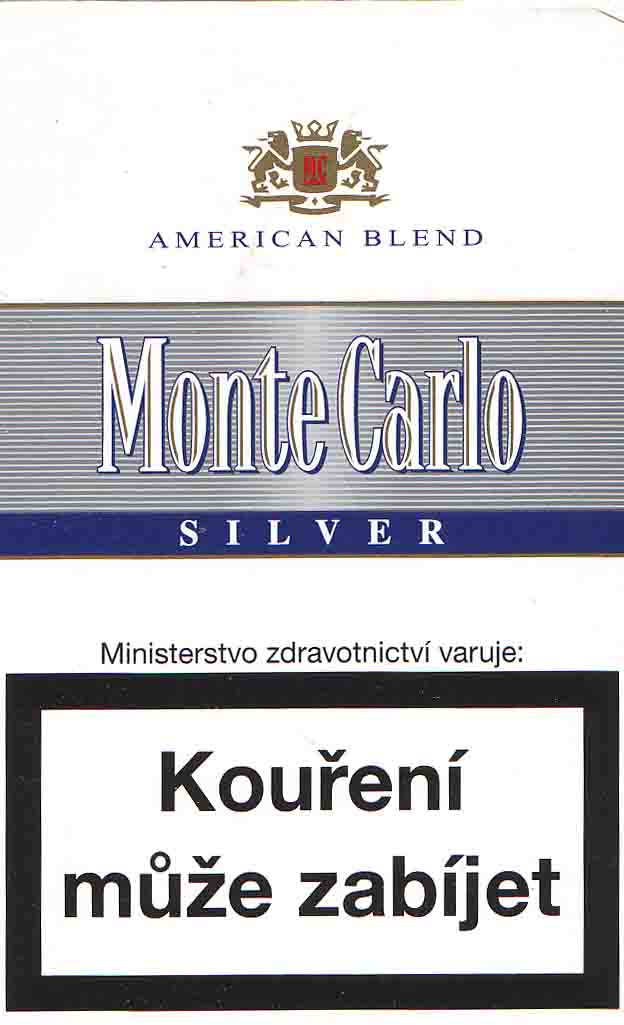 AMERICAN BLEND
Monte Carlo
SILVER
Ministerstvo zdravotnictví varuje:
Kouření
může zabíjet